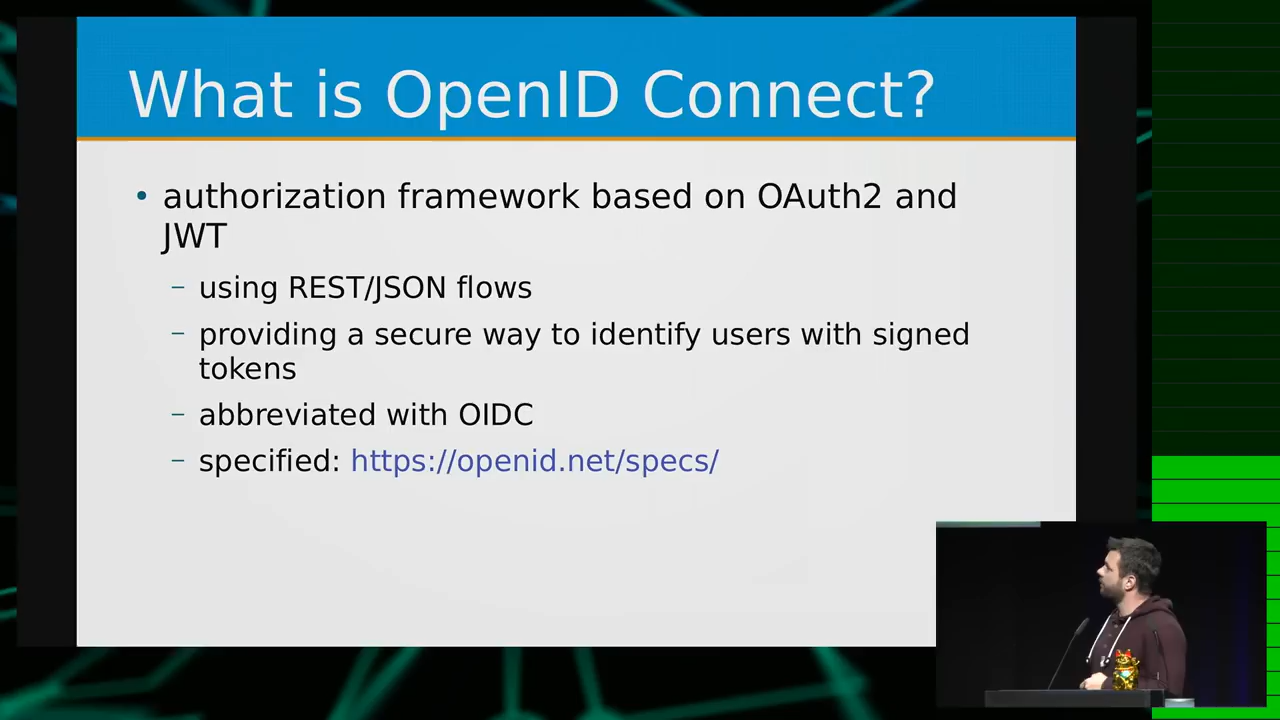 What is OpenID Connect?
• authorization framework based on OAuth2 and
JWT
– using REST/JSON flows
– providing a secure way to identify users with signed
tokens
– abbreviated with OIDC
– specified: https://openid.net/specs/